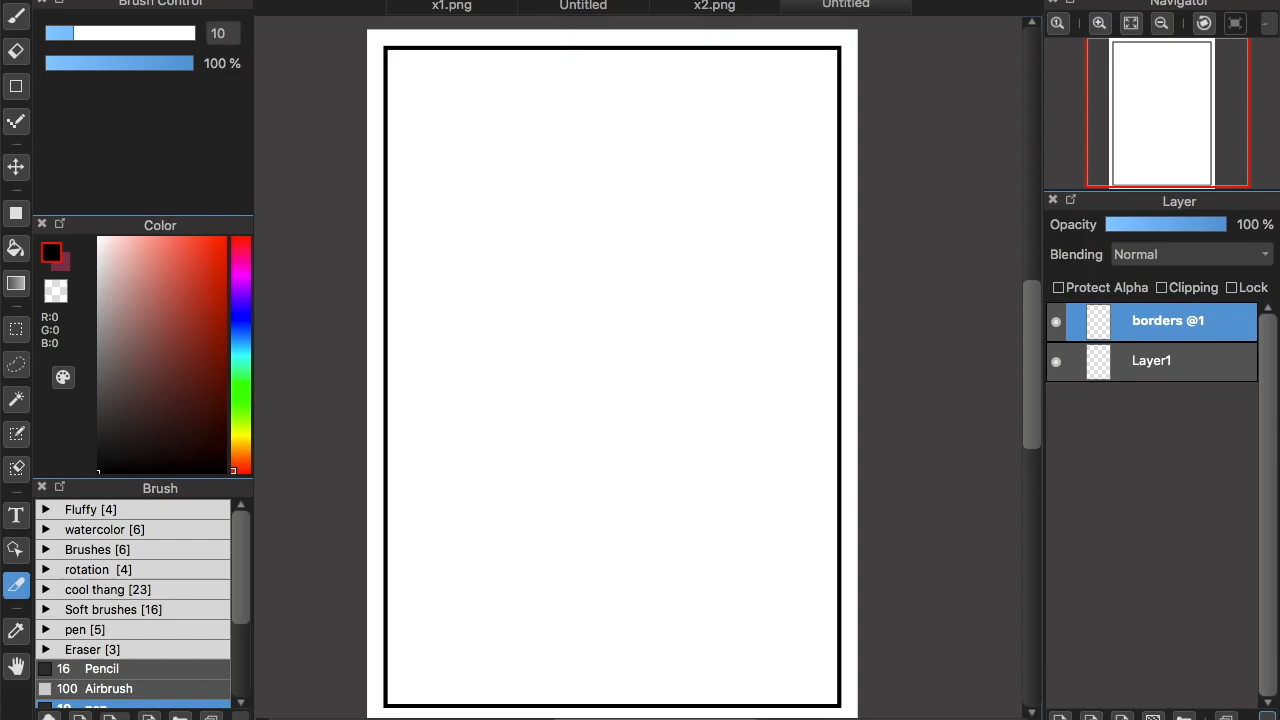 Brush Control
10
100 %
x1.png
Untitled
x2.png
Untitled
Navigator
Color
R:0
G:0
B:0
Brush
Fluffy [4]
watercolor [6]
Brushes [6]
rotation [4]
cool thang [23]
Soft brushes [16]
pen [5]
Eraser [3]
16 Pencil
100 Airbrush
10 pen
T
Layer
Opacity 100 %
Blending Normal
Protect Alpha Clipping Lock
borders @1
Layer1